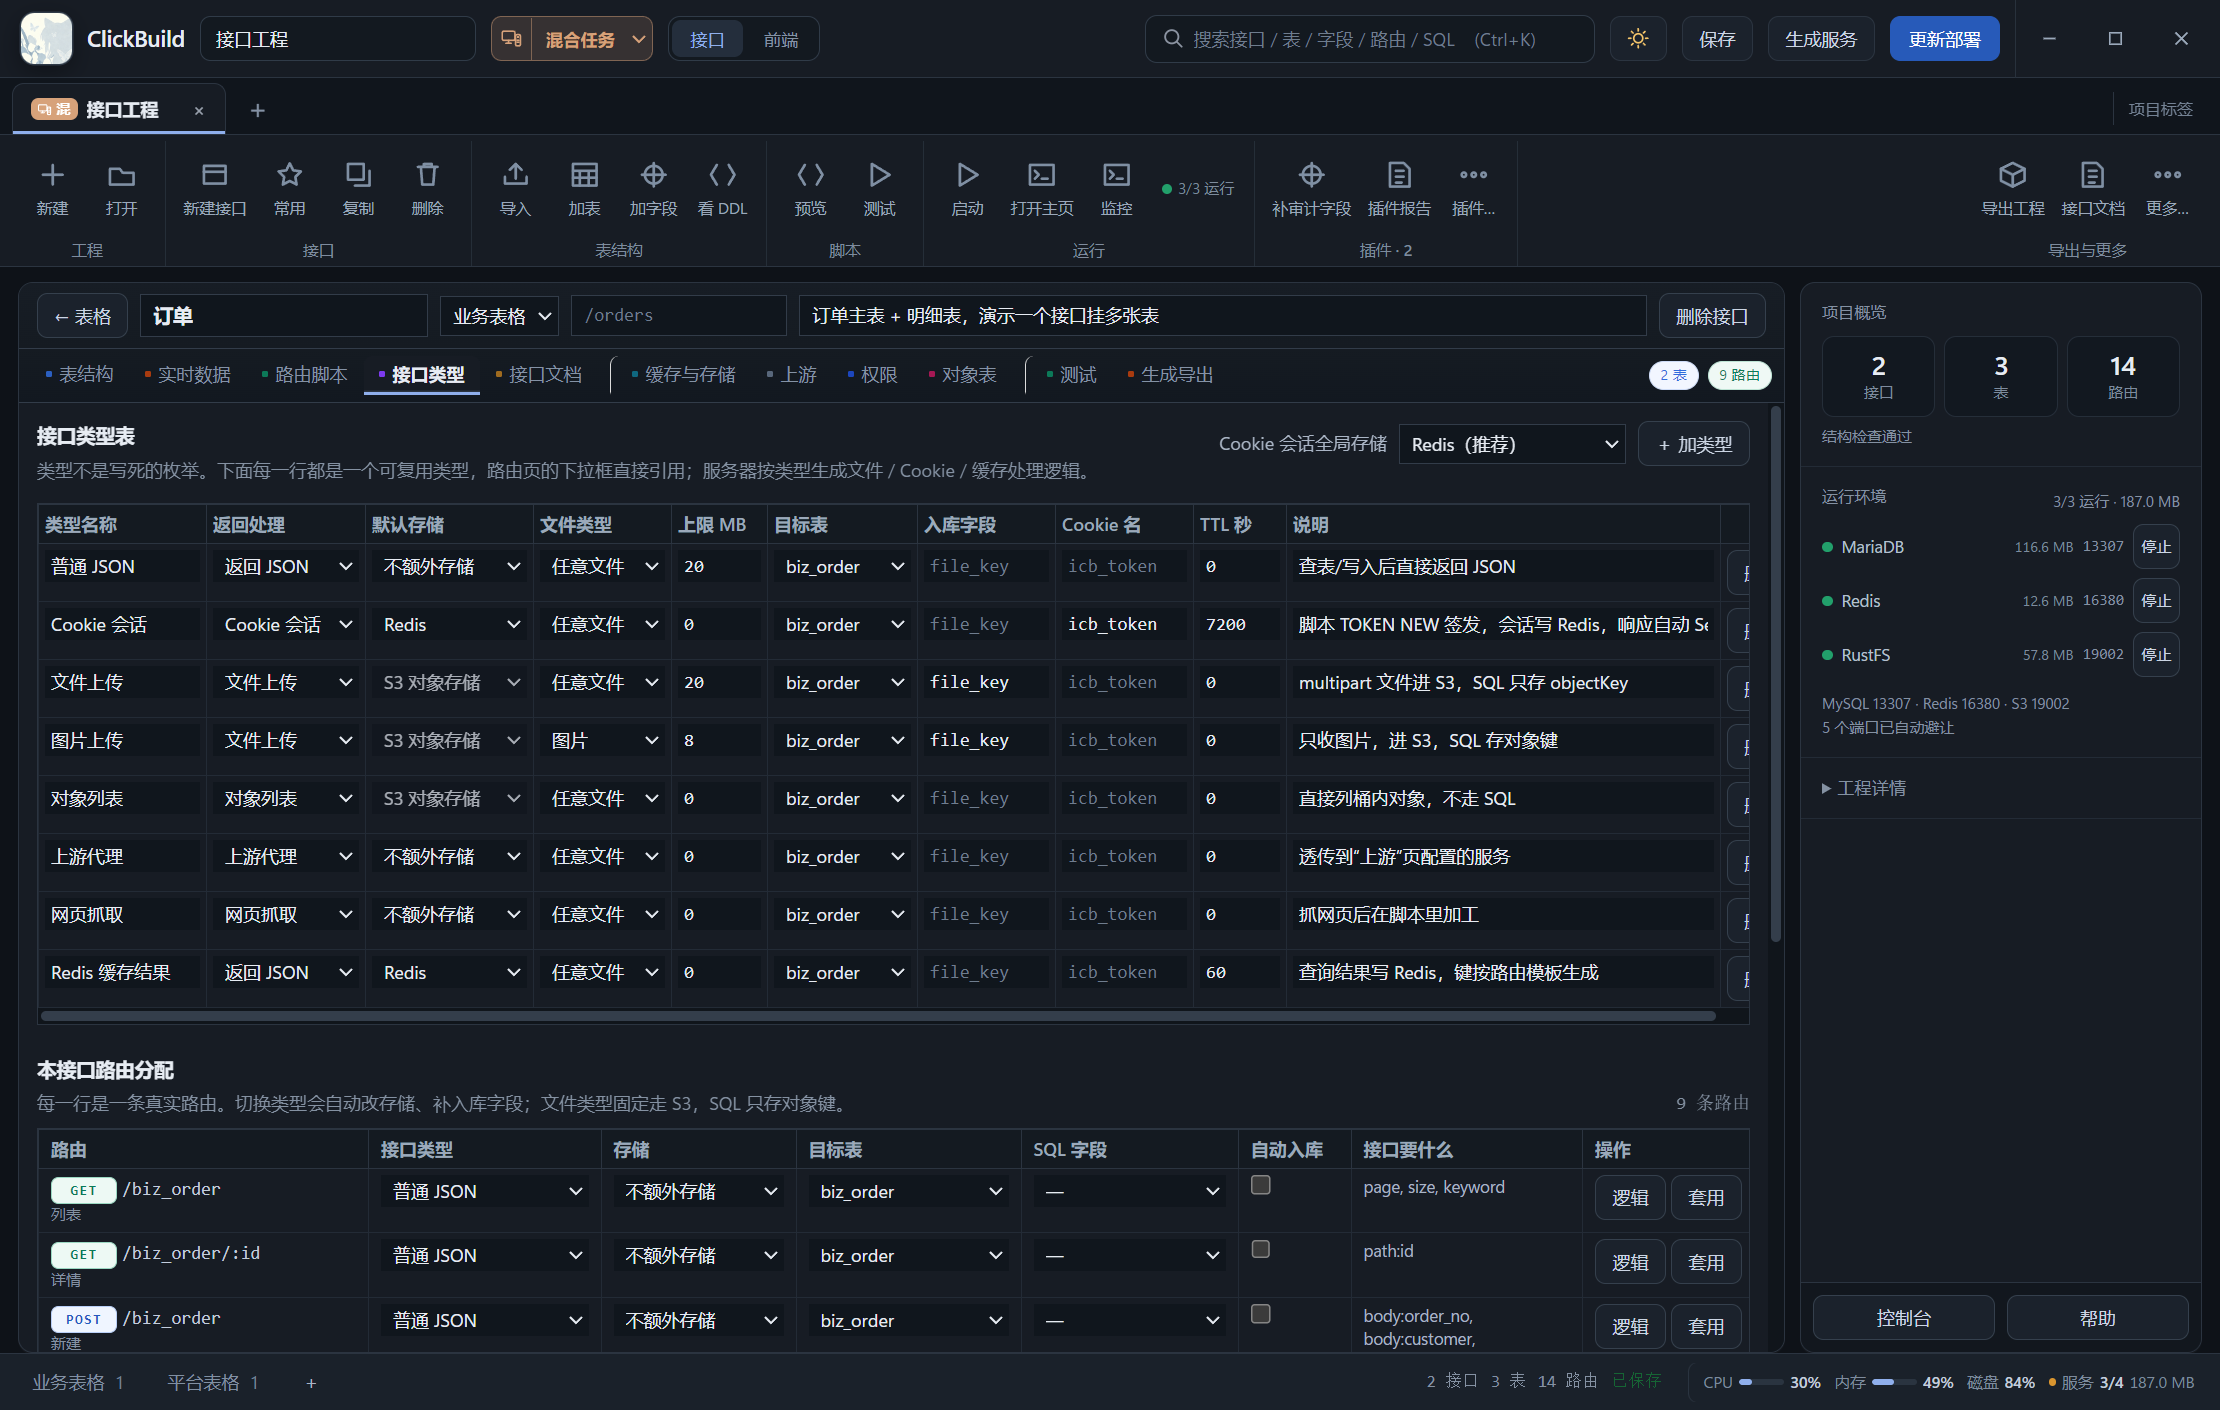 ClickBuild
接口工程
混合任务
接口 前端
搜索接口 / 表 / 字段 / 路由 / SQL (Ctrl+K)
保存
生成服务
更新部署
混 接口工程 × +
项目标签
新建 打开 新建接口 常用 复制 删除 导入 加表 加字段 看 DDL 预览 测试 启动 打开主页 监控 3/3 运行 补审计字段 插件报告 插件... 导出工程 接口文档 更多...
工程 接口 表结构 脚本 运行 插件 · 2 导出与更多
← 表格 订单 业务表格 /orders 订单主表 + 明细表，演示一个接口挂多张表 删除接口
表结构 实时数据 路由脚本 接口类型 接口文档 缓存与存储 上游 权限 对象表 测试 生成导出 2 表 9 路由
接口类型表
类型不是写死的枚举。下面每一行都是一个可复用类型，路由页的下拉框直接引用；服务器按类型生成文件 / Cookie / 缓存处理逻辑。
Cookie 会话全局存储 Redis（推荐） + 加类型
类型名称 返回处理 默认存储 文件类型 上限 MB 目标表 入库字段 Cookie 名 TTL 秒 说明
普通 JSON 返回 JSON 不额外存储 任意文件 20 biz_order file_key icb_token 0 查表/写入后直接返回 JSON
Cookie 会话 Cookie 会话 Redis 任意文件 0 biz_order file_key icb_token 7200 脚本 TOKEN NEW 签发，会话写 Redis，响应自动 Se
文件上传 文件上传 S3 对象存储 任意文件 20 biz_order file_key icb_token 0 multipart 文件进 S3，SQL 只存 objectKey
图片上传 文件上传 S3 对象存储 图片 8 biz_order file_key icb_token 0 只收图片，进 S3，SQL 存对象键
对象列表 对象列表 S3 对象存储 任意文件 0 biz_order file_key icb_token 0 直接列桶内对象，不走 SQL
上游代理 上游代理 不额外存储 任意文件 0 biz_order file_key icb_token 0 透传到“上游”页配置的服务
网页抓取 网页抓取 不额外存储 任意文件 0 biz_order file_key icb_token 0 抓网页后在脚本里加工
Redis 缓存结果 返回 JSON Redis 任意文件 0 biz_order file_key icb_token 60 查询结果写 Redis，键按路由模板生成
本接口路由分配
每一行是一条真实路由。切换类型会自动改存储、补入库字段；文件类型固定走 S3，SQL 只存对象键。
9 条路由
路由 接口类型 存储 目标表 SQL 字段 自动入库 接口要什么 操作
GET /biz_order 普通 JSON 不额外存储 biz_order — page, size, keyword 逻辑 套用
列表
GET /biz_order/:id 普通 JSON 不额外存储 biz_order — path:id 逻辑 套用
详情
POST /biz_order 普通 JSON 不额外存储 biz_order — body:order_no, 逻辑 套用
新建 body:customer,
项目概览
2 3 14
接口 表 路由
结构检查通过
运行环境 3/3 运行 · 187.0 MB
MariaDB 116.6 MB 13307 停止
Redis 12.6 MB 16380 停止
RustFS 57.8 MB 19002 停止
MySQL 13307 · Redis 16380 · S3 19002
5 个端口已自动避让
▶ 工程详情
控制台 帮助
业务表格 1 平台表格 1 +
2 接口 3 表 14 路由 已保存 CPU 30% 内存 49% 磁盘 84% 服务 3/4 187.0 MB